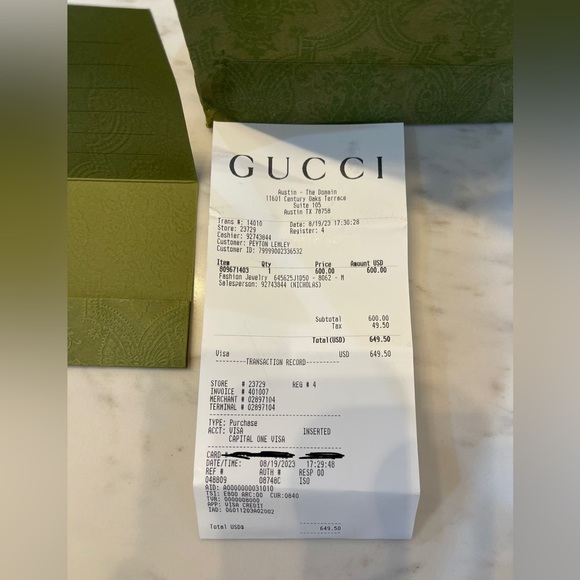 GUCCI
Austin - The Domain
11601 Century Oaks Terrace
Suite 105
Austin TX 78758
Trans #: 14010 Date: 8/19/23 17:30:28
Store: 23729 Register: 4
Cashier: 92743844
Customer: PEYTON LEMLEY
Customer ID: 79099002336532
Item Qty Price Amount USD
009671403 1 600.00 600.00
Fashion Jewelry 645625J1D50 - 8062 - M
Salesperson: 92743844 (NICHOLAS)
Subtotal 600.00
Tax 49.50
Total(USD) 649.50
Visa USD 649.50
----------TRANSACTION RECORD----------
STORE # 23729 REG # 4
INVOICE # 401007
MERCHANT # 02897104
TERMINAL # 02897104
TYPE: Purchase
ACCT: VISA INSERTED
CAPITAL ONE VISA
CARD
DATE/TIME: 08/19/2023 17:29:48
REF # AUTH # RESP 00
048809 08748C ISO
AID: A0000000031010
TSI: E800 ARC:00 CUR:0840
TVR: 0000008000
APP: VISA CREDIT
IAD: 06011203A02002
Total USD$ 649.50